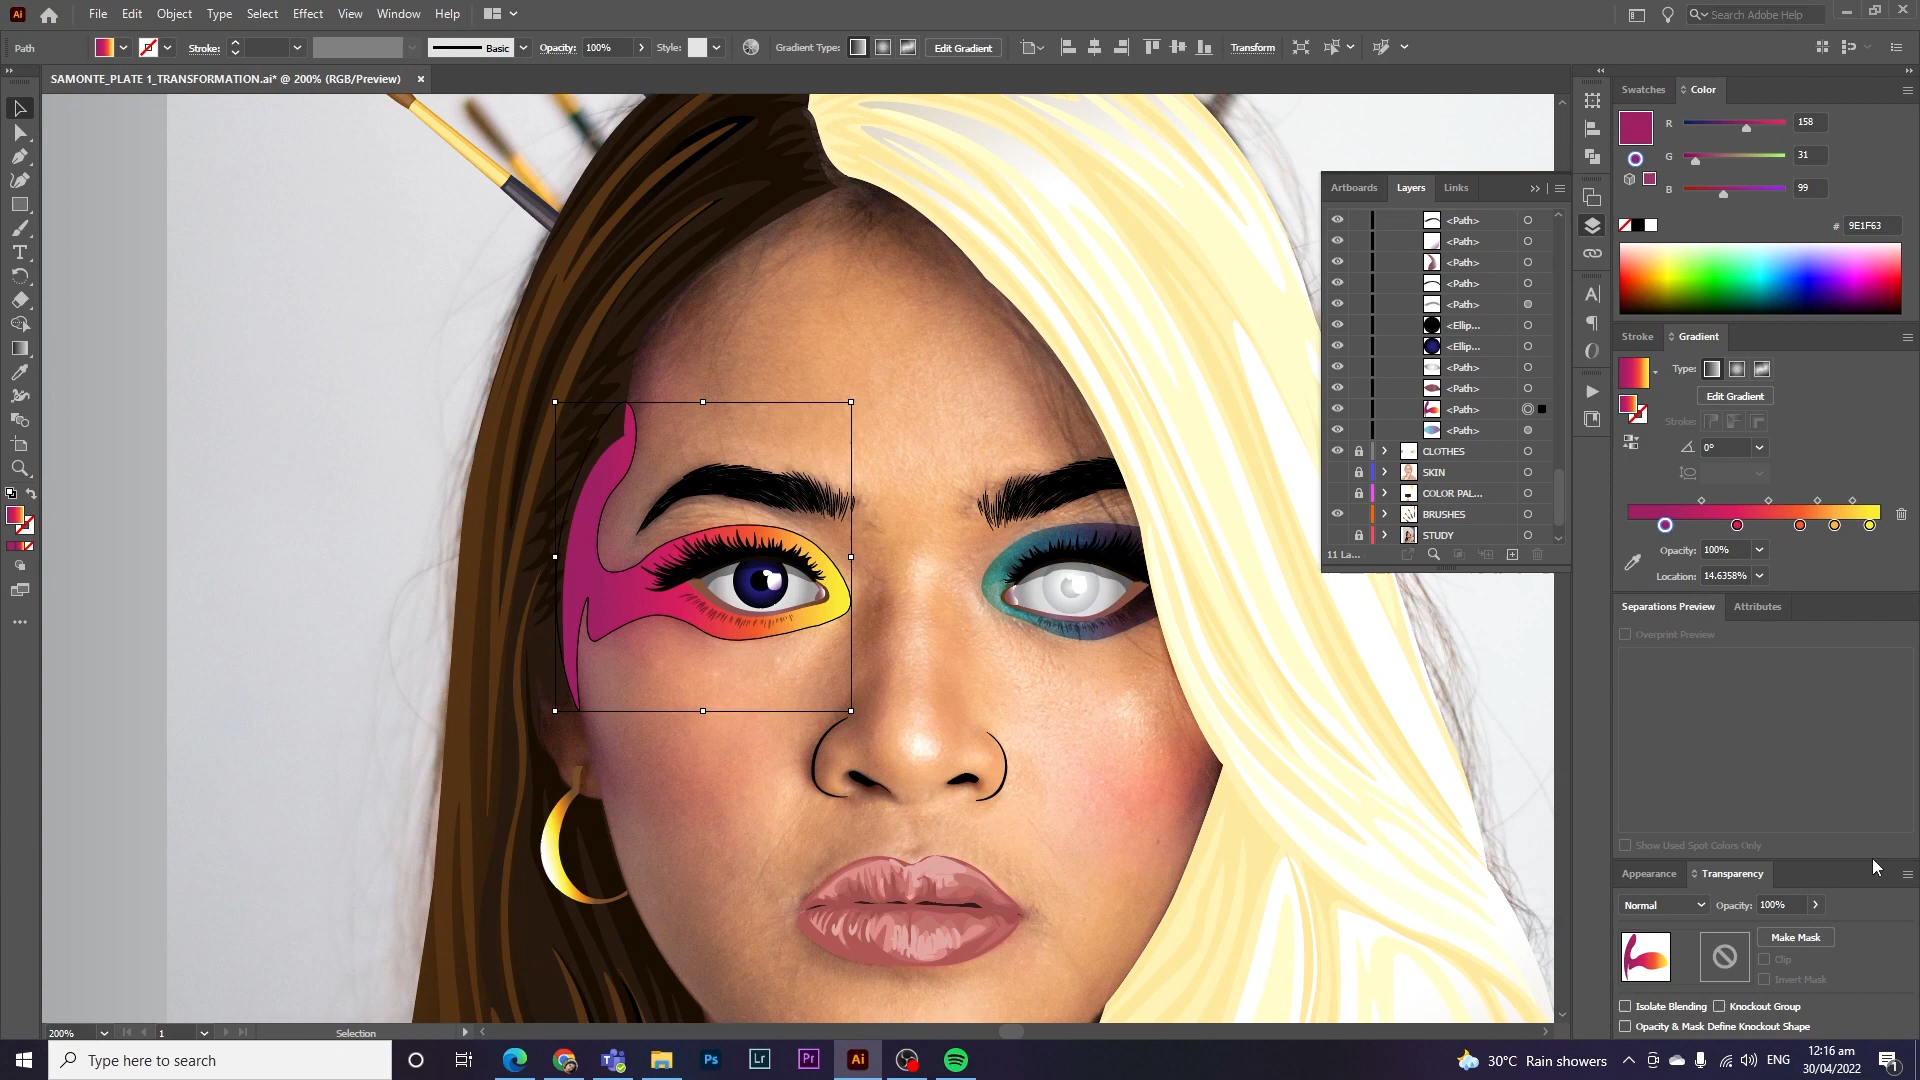 Ai File Edit Object Type Select Effect View Window Help Search Adobe Help
Path Stroke: Basic Opacity: 100% Style: Gradient Type: Edit Gradient Transform
SAMONTE_PLATE 1_TRANSFORMATION.ai* @ 200% (RGB/Preview)
Artboards Layers Links
<Path>
<Path>
<Path>
<Path>
<Path>
<Ellip...
<Ellip...
<Path>
<Path>
<Path>
<Path>
CLOTHES
SKIN
COLOR PAL...
BRUSHES
STUDY
11 La...
Swatches Color
R 158
G 31
B 99
# 9E1F63
Stroke Gradient
Type:
Edit Gradient
Stroke:
0°
Opacity: 100%
Location: 14.6358%
Separations Preview Attributes
Overprint Preview
Show Used Spot Colors Only
Appearance Transparency
Normal Opacity: 100%
Make Mask
Clip
Invert Mask
Isolate Blending Knockout Group
Opacity & Mask Define Knockout Shape
200% 1 Selection
Type here to search Ps Lr Pr Ai 30°C Rain showers ENG 12:16 am
30/04/2022
1